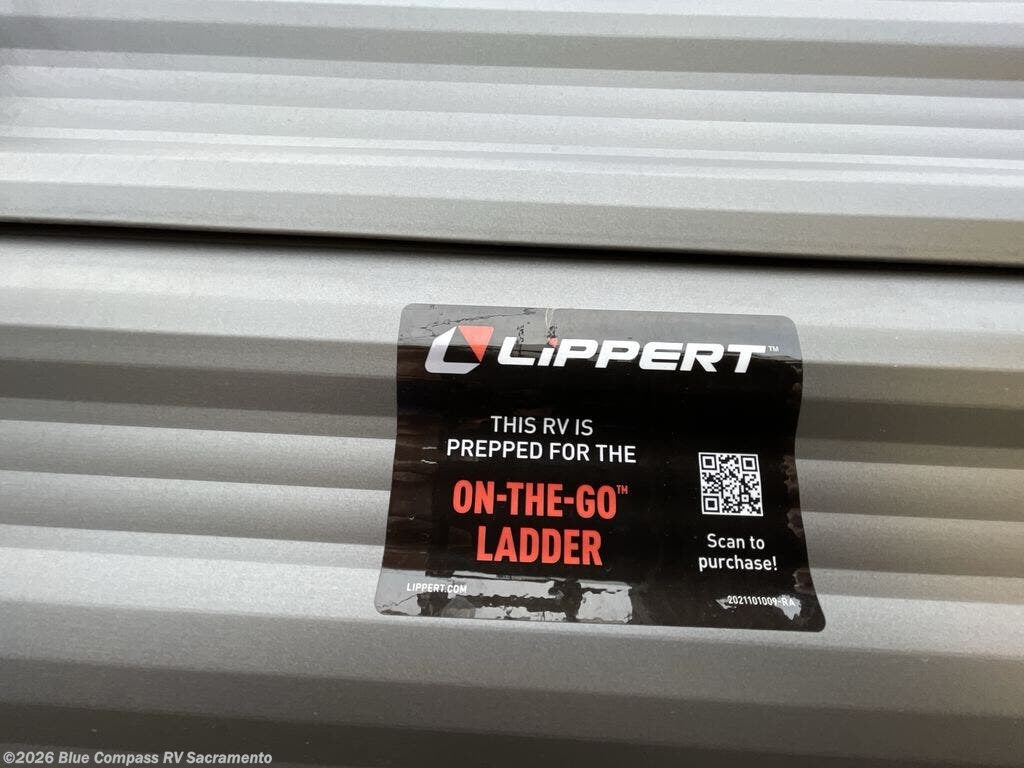 LiPPERT™
THIS RV IS
PREPPED FOR THE
ON-THE-GO™
LADDER
Scan to
purchase!
LIPPERT.COM
2021101009-RA
©2026 Blue Compass RV Sacramento